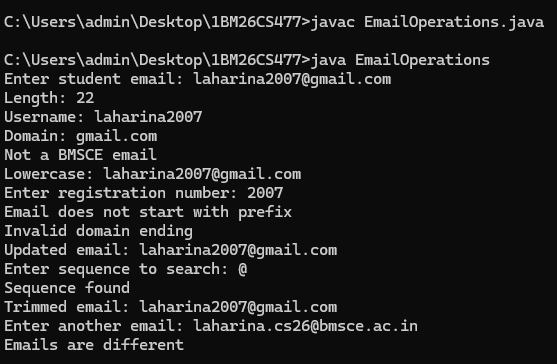 C:\Users\admin\Desktop\1BM26CS477>javac EmailOperations.java
C:\Users\admin\Desktop\1BM26CS477>java EmailOperations
Enter student email: laharina2007@gmail.com
Length: 22
Username: laharina2007
Domain: gmail.com
Not a BMSCE email
Lowercase: laharina2007@gmail.com
Enter registration number: 2007
Email does not start with prefix
Invalid domain ending
Updated email: laharina2007@gmail.com
Enter sequence to search: @
Sequence found
Trimmed email: laharina2007@gmail.com
Enter another email: laharina.cs26@bmsce.ac.in
Emails are different